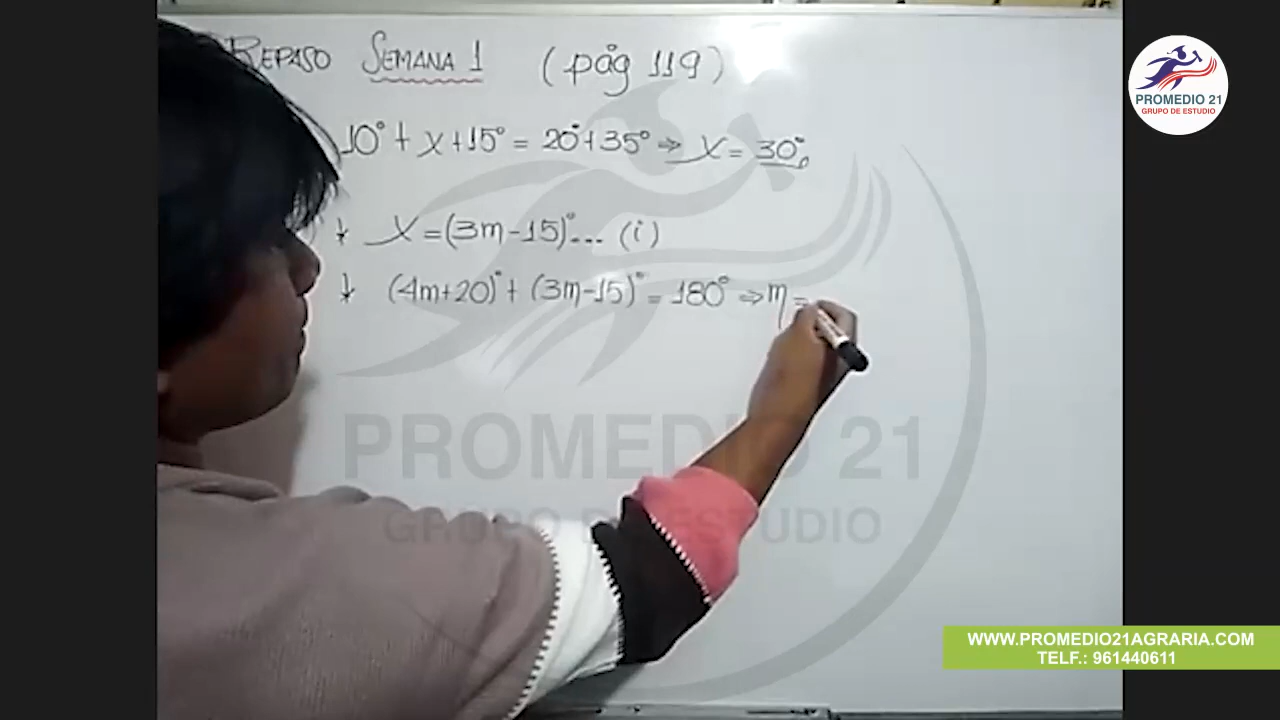 REPASO SEMANA 1 (pág 119)
10° + x + 15° = 20° + 35° ⇒ x = 30°
x = (3m - 15)° ... (i)
(4m + 20)° + (3m - 15)° = 180° ⇒ m =
PROMEDIO 21
GRUPO DE ESTUDIO
PROMEDIO 21
GRUPO DE ESTUDIO
WWW.PROMEDIO21AGRARIA.COM
TELF.: 961440611